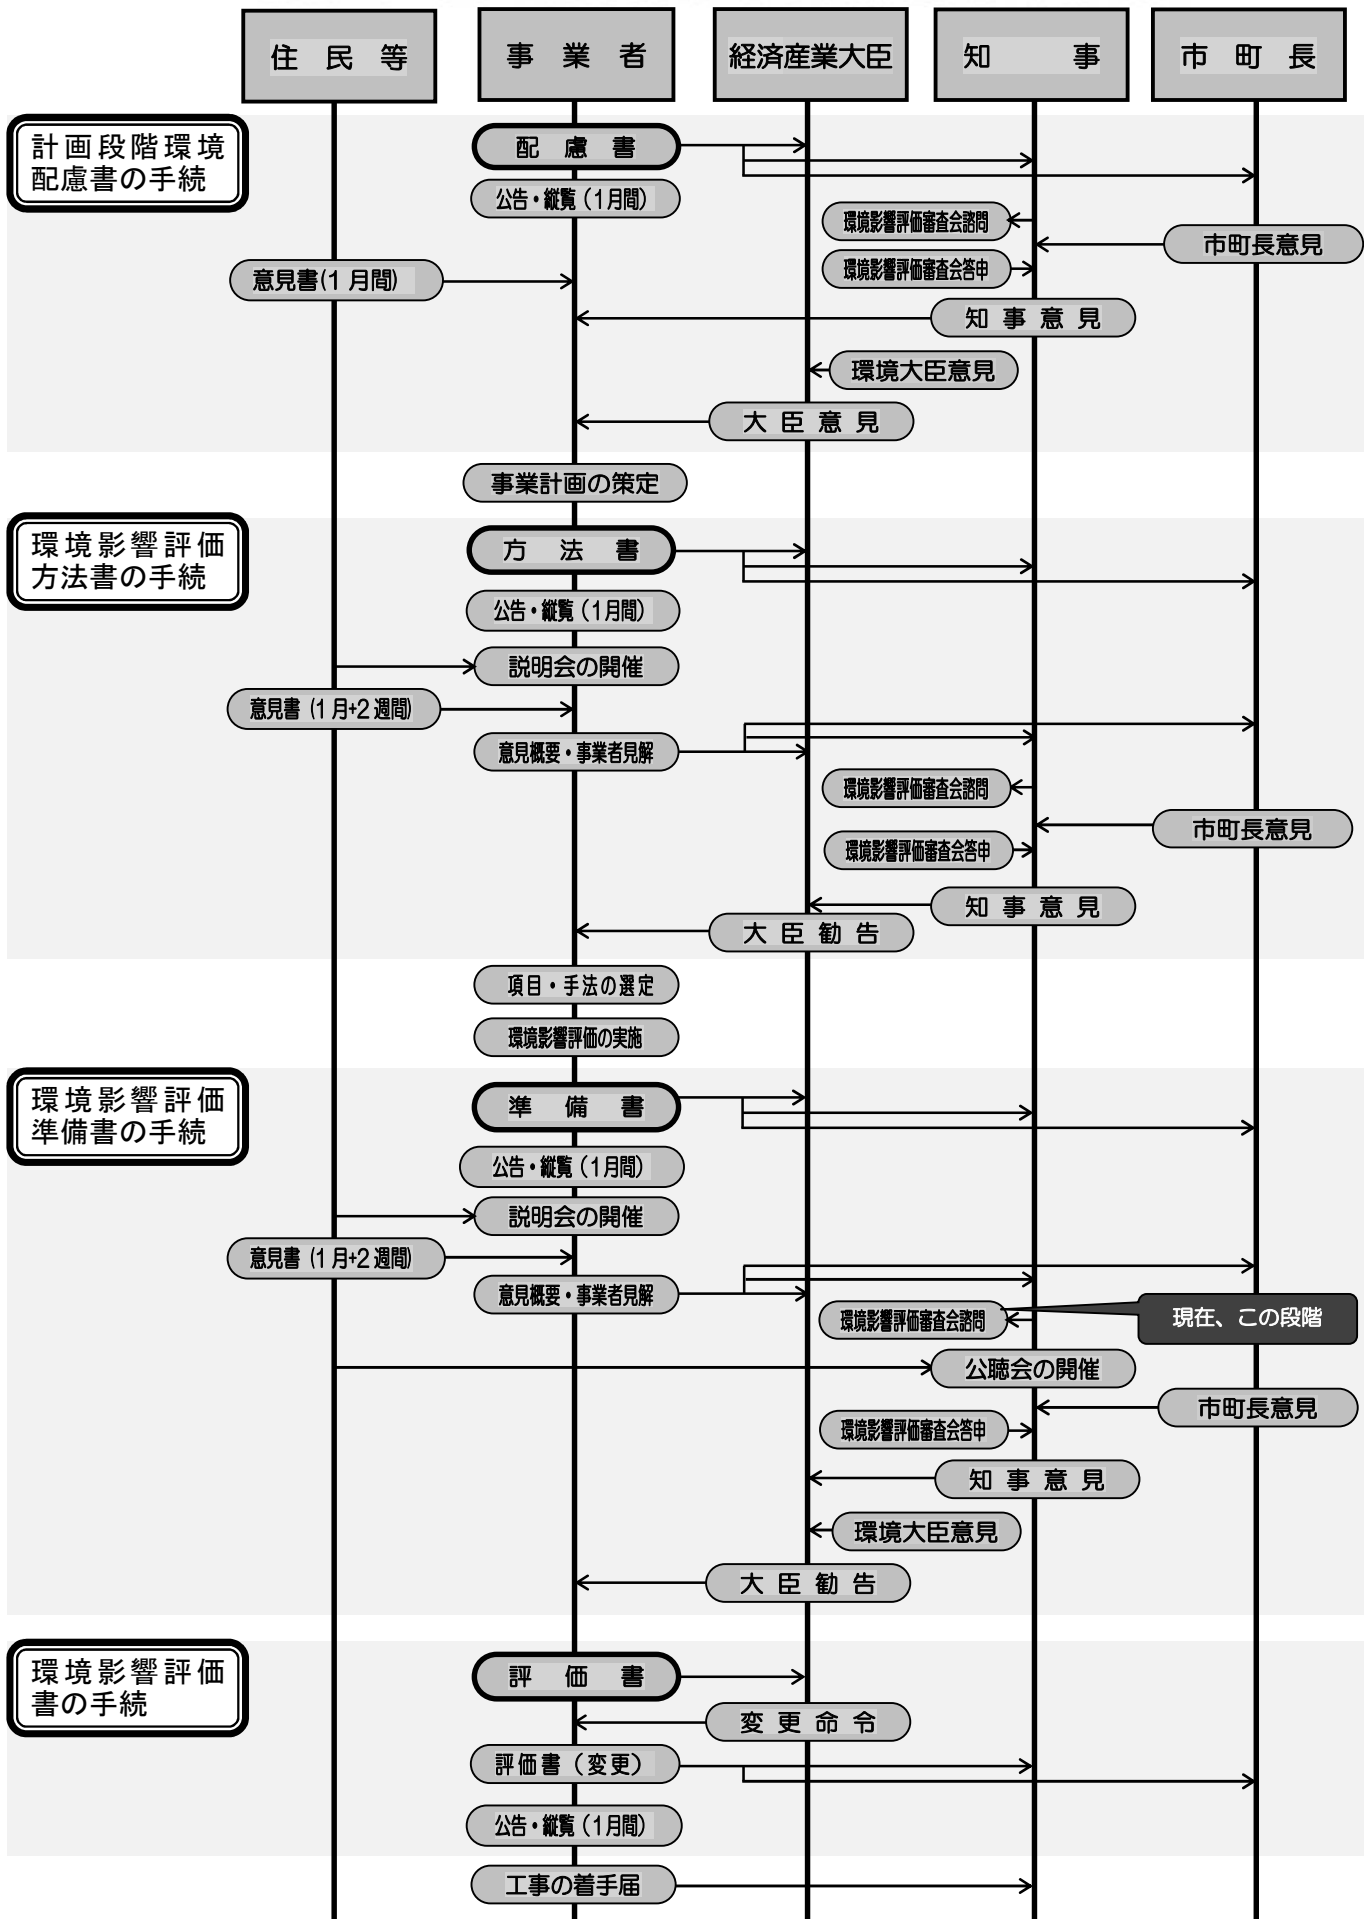 住民等 事業者 経済産業大臣 知事 市町長
計画段階環境
配慮書の手続
配慮書
公告・縦覧（1月間）
環境影響評価審査会諮問
市町長意見
環境影響評価審査会答申
意見書(1月間)
知事意見
環境大臣意見
大臣意見
事業計画の策定
環境影響評価
方法書の手続
方法書
公告・縦覧（1月間）
説明会の開催
意見書（1月+2週間）
意見概要・事業者見解
環境影響評価審査会諮問
市町長意見
環境影響評価審査会答申
知事意見
大臣勧告
項目・手法の選定
環境影響評価の実施
環境影響評価
準備書の手続
準備書
公告・縦覧（1月間）
説明会の開催
意見書（1月+2週間）
意見概要・事業者見解
環境影響評価審査会諮問
現在、この段階
公聴会の開催
市町長意見
環境影響評価審査会答申
知事意見
環境大臣意見
大臣勧告
環境影響評価
書の手続
評価書
変更命令
評価書（変更）
公告・縦覧（1月間）
工事の着手届